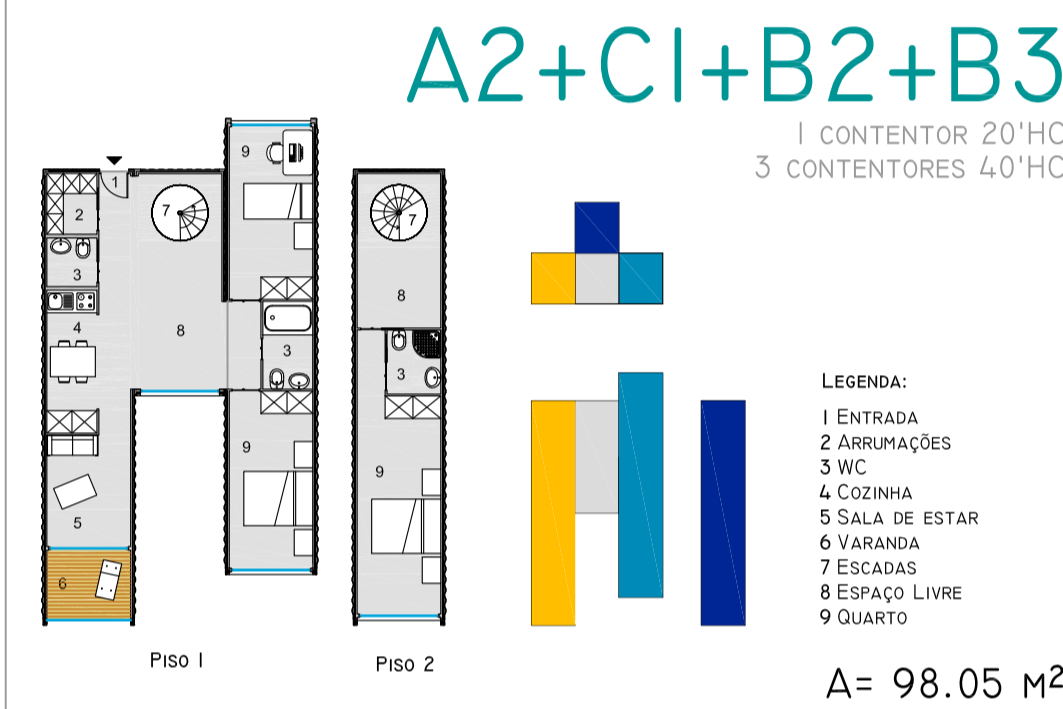 A2+C1+B2+B3
1 CONTENTOR 20'HC
3 CONTENTORES 40'HC
9
1
2
7
3
4
8
3
9
5
6
7
8
3
9
Piso 1
Piso 2
LEGENDA:
1 ENTRADA
2 ARRUMAÇÕES
3 WC
4 COZINHA
5 SALA DE ESTAR
6 VARANDA
7 ESCADAS
8 ESPAÇO LIVRE
9 QUARTO
A= 98.05 M²